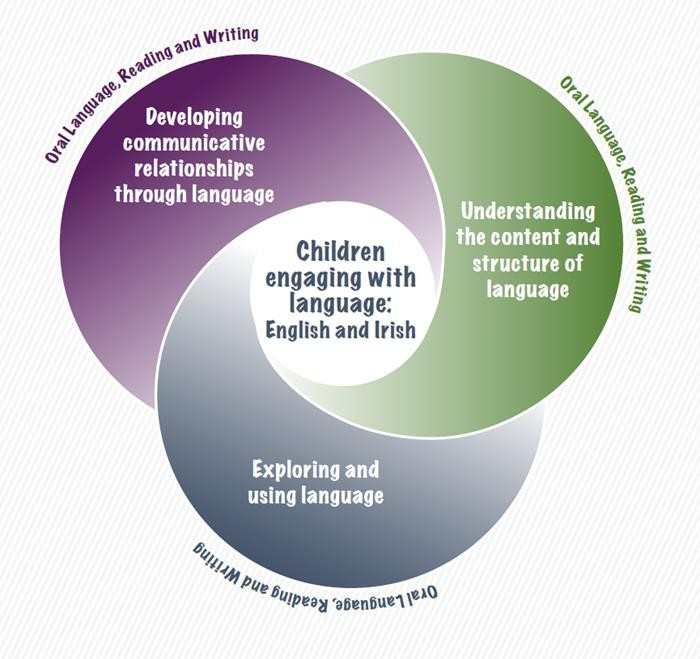 Oral Language, Reading and Writing
Developing
communicative
relationships
through language
Oral Language, Reading and Writing
Understanding
the content and
structure of
language
Children
engaging with
language:
English and Irish
Exploring and
using language
Oral Language, Reading and Writing